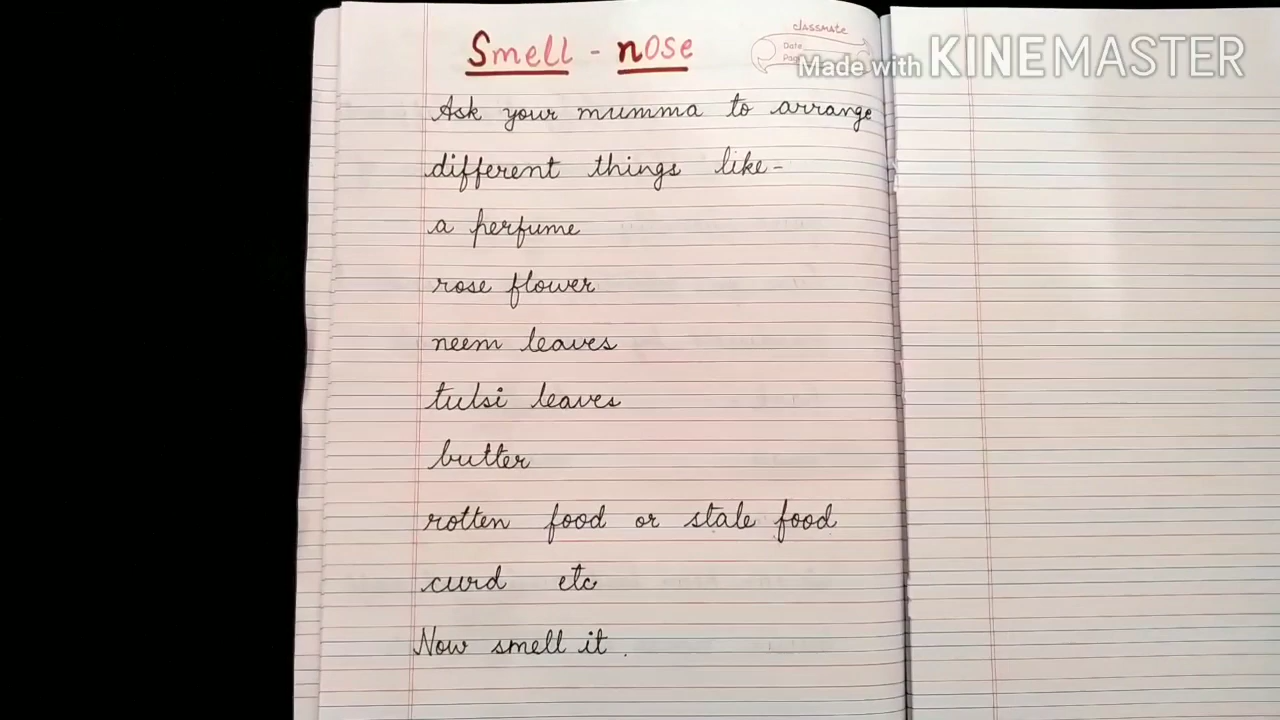 Smell - nose
classmate
Date
Pag
Made with KINEMASTER
Ask your mumma to arrange
different things like-
a perfume
rose flower
neem leaves
tulsi leaves
butter
rotten food or stale food
curd etc
Now smell it.